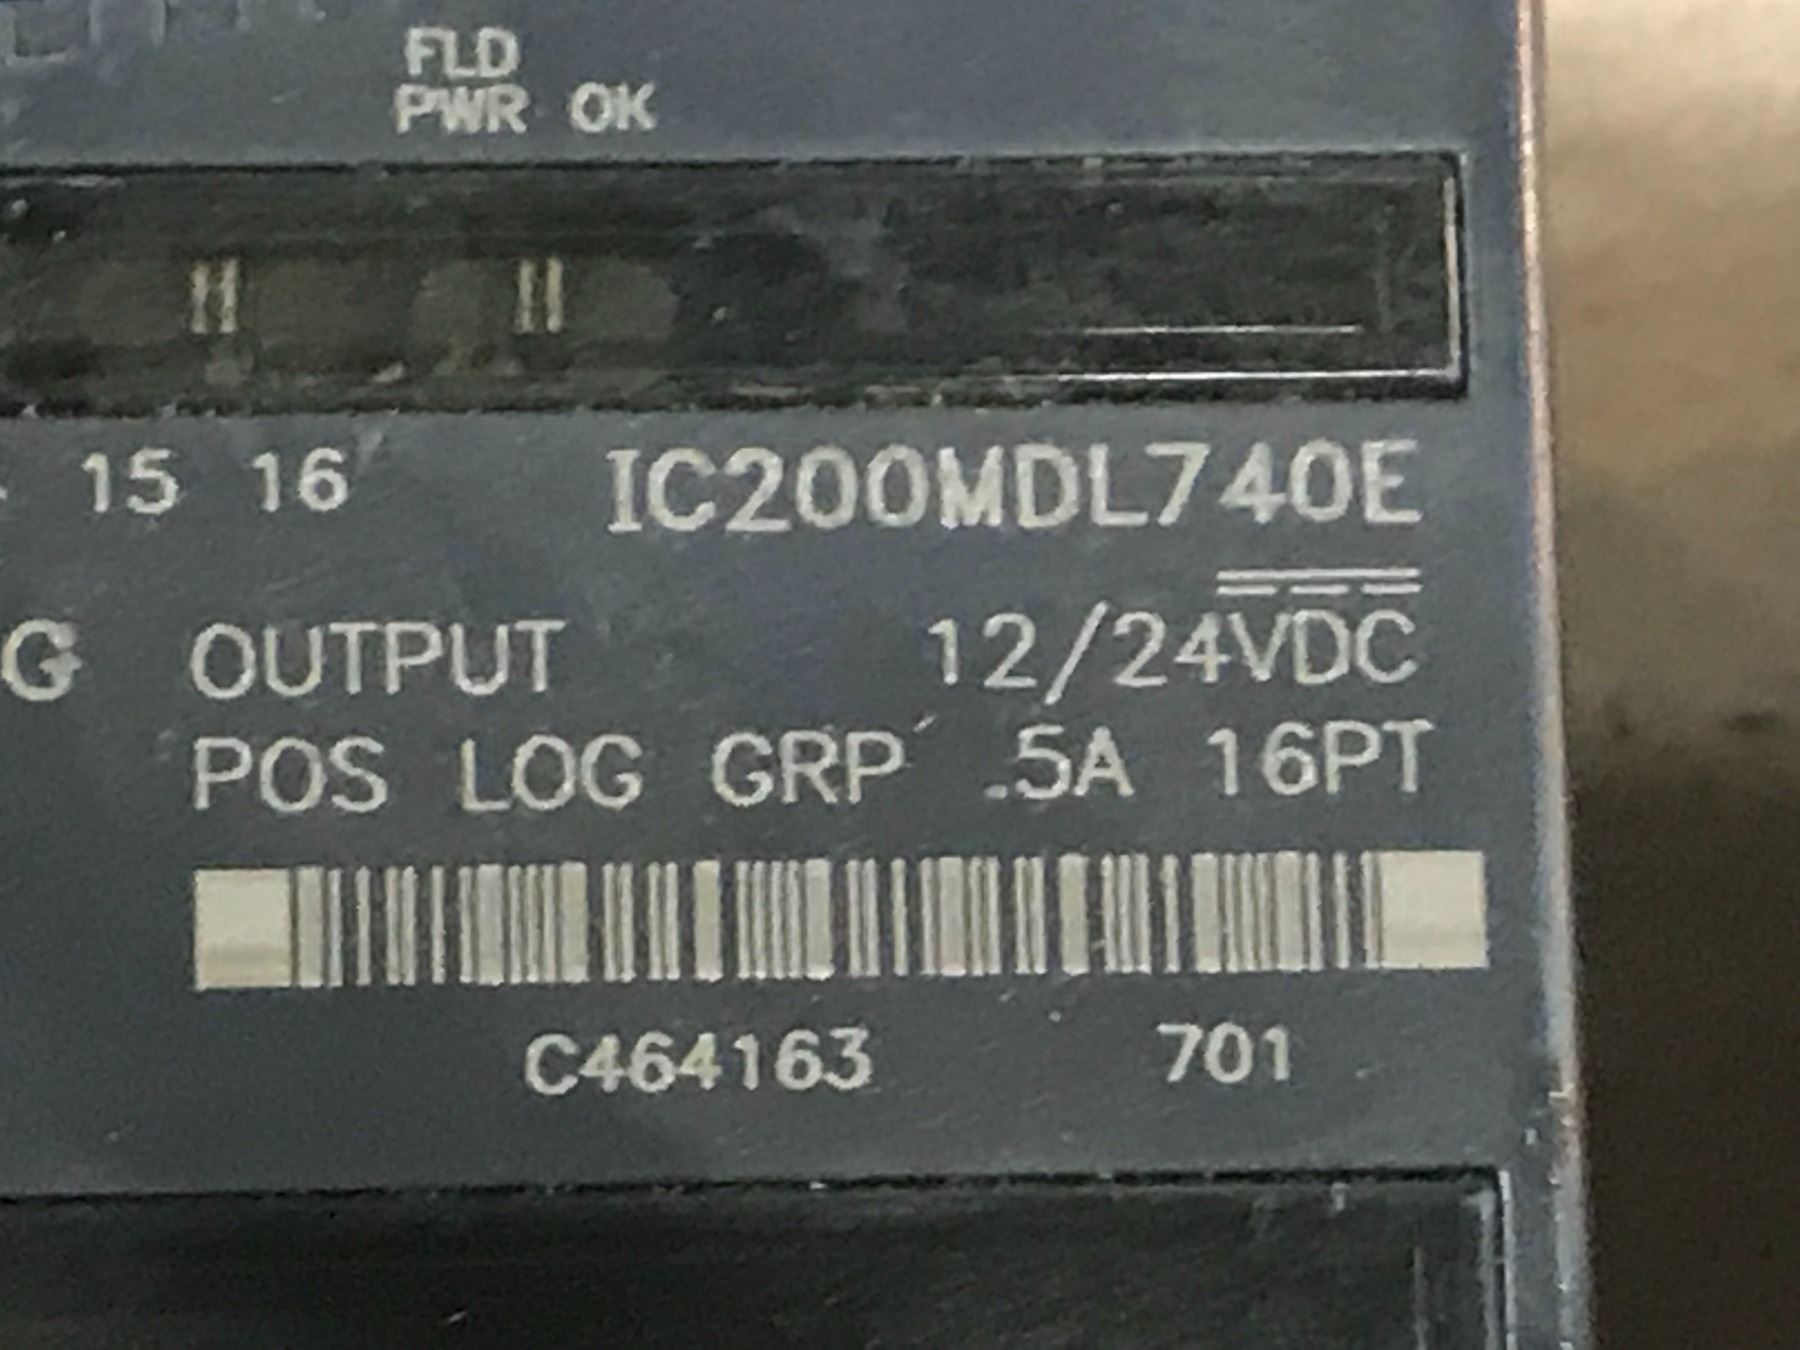 FLD
PWR OK
15 16 IC200MDL740E
G OUTPUT 12/24VDC
POS LOG GRP .5A 16PT
C464163 701